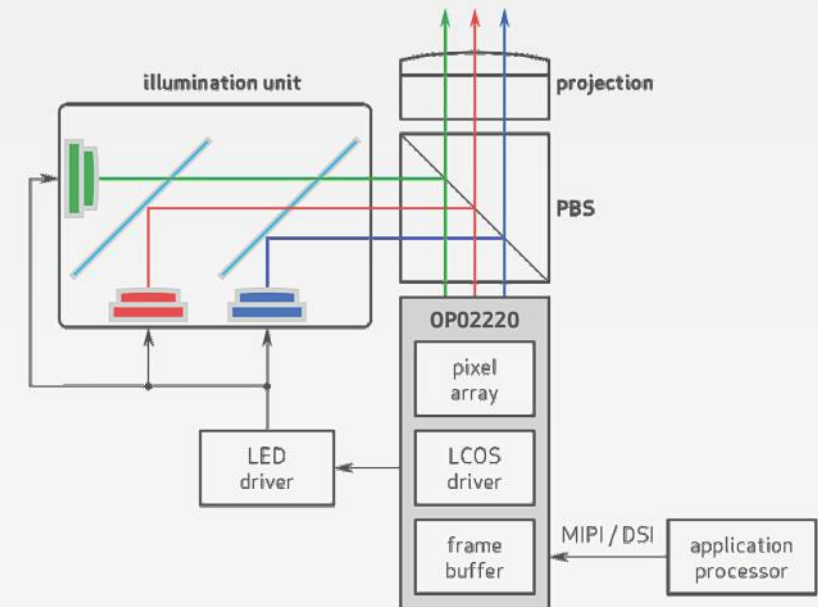 illumination unit
projection
PBS
OP02220
pixel
array
LED
driver
LCOS
driver
frame
buffer
MIPI / DSI
application
processor